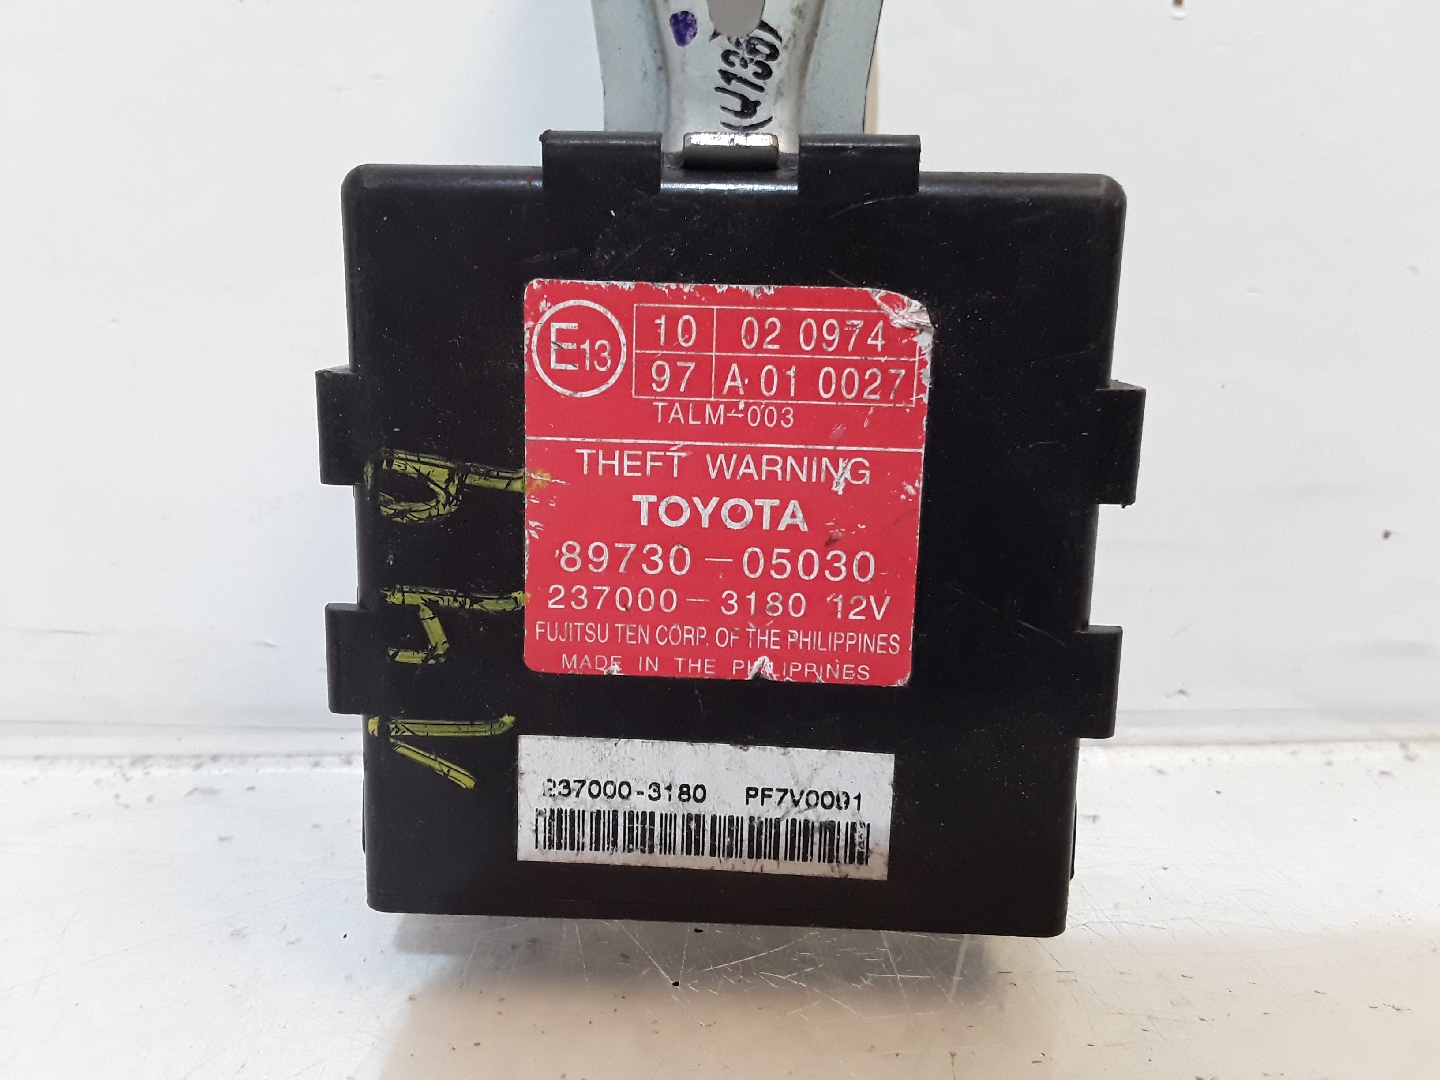 (H130)
E13
10 02 0974
97 A 01 0027
TALM-003
THEFT WARNING
TOYOTA
89730-05030
237000-3180 12V
FUJITSU TEN CORP. OF THE PHILIPPINES
MADE IN THE PHILIPPINES
237000-3180 PF7V0001